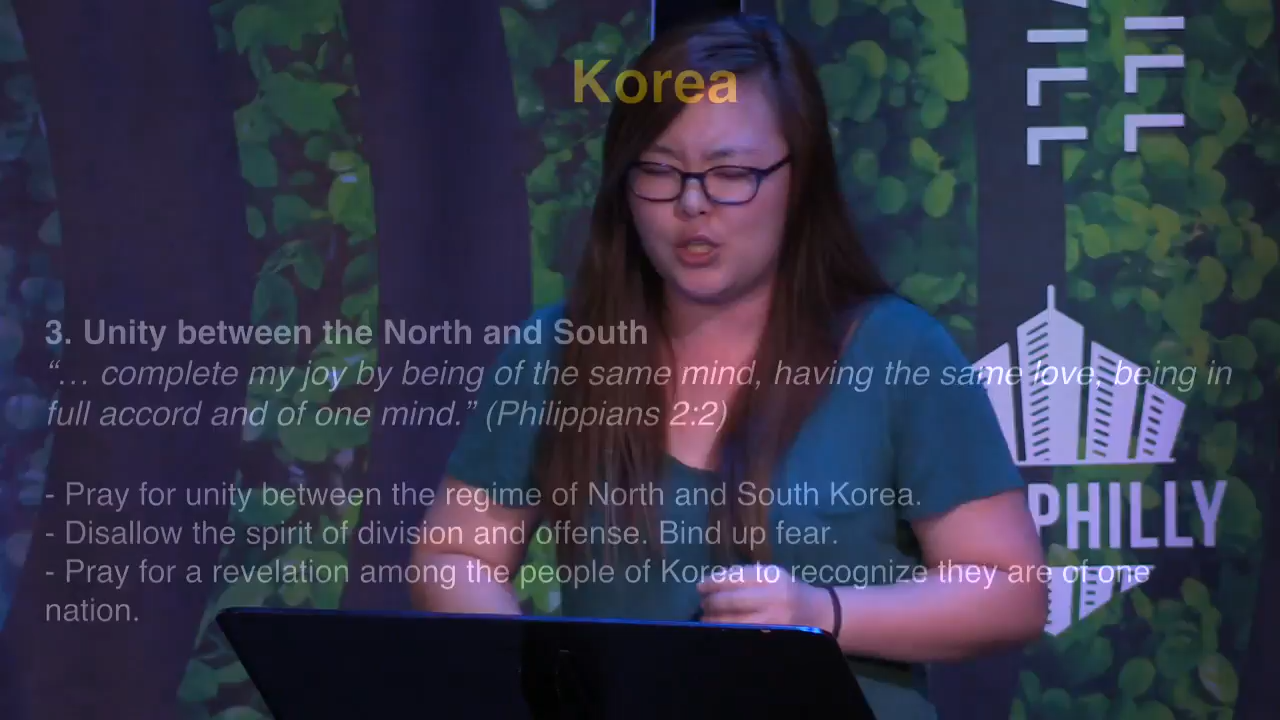 Korea
3. Unity between the North and South
“... complete my joy by being of the same mind, having the same love, being in
full accord and of one mind.” (Philippians 2:2)
- Pray for unity between the regime of North and South Korea.
- Disallow the spirit of division and offense. Bind up fear.
- Pray for a revelation among the people of Korea to recognize they are of one
nation.
PHILLY